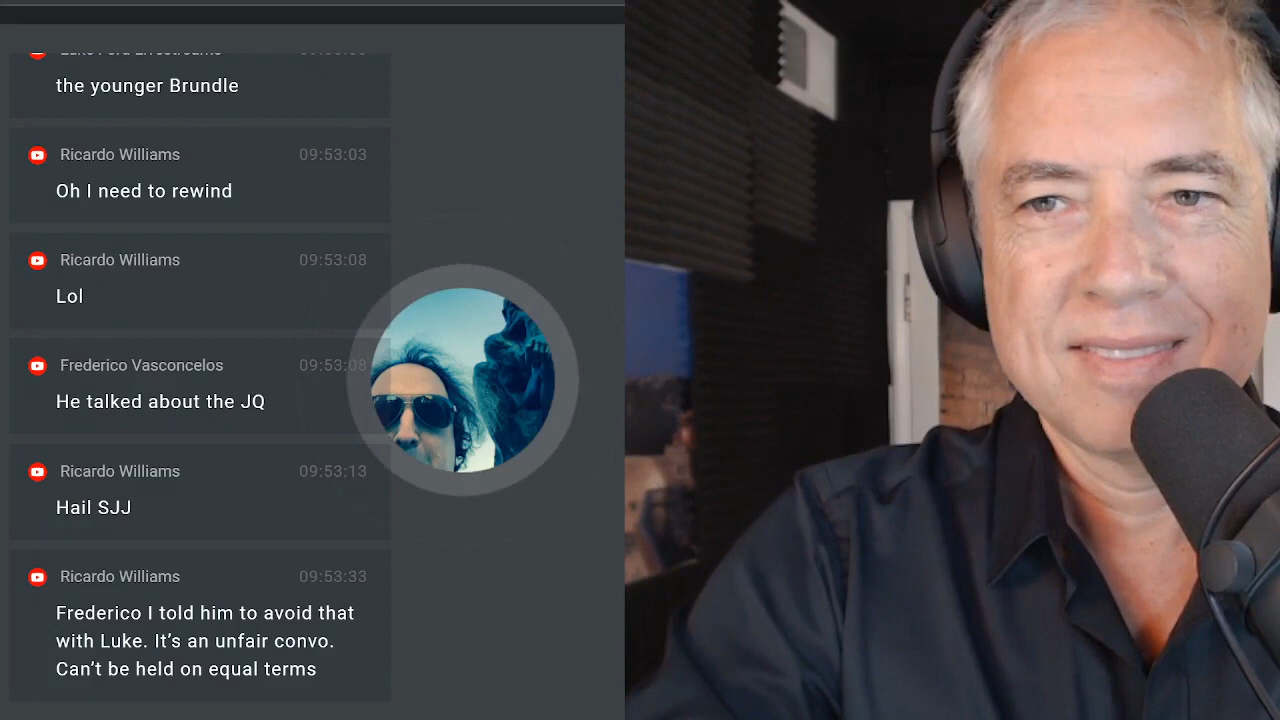 Luke Ford Livestreams
the younger Brundle
Ricardo Williams 09:53:03
Oh I need to rewind
Ricardo Williams 09:53:08
Lol
Frederico Vasconcelos 09:53:08
He talked about the JQ
Ricardo Williams 09:53:13
Hail SJJ
Ricardo Williams 09:53:33
Frederico I told him to avoid that
with Luke. It’s an unfair convo.
Can’t be held on equal terms